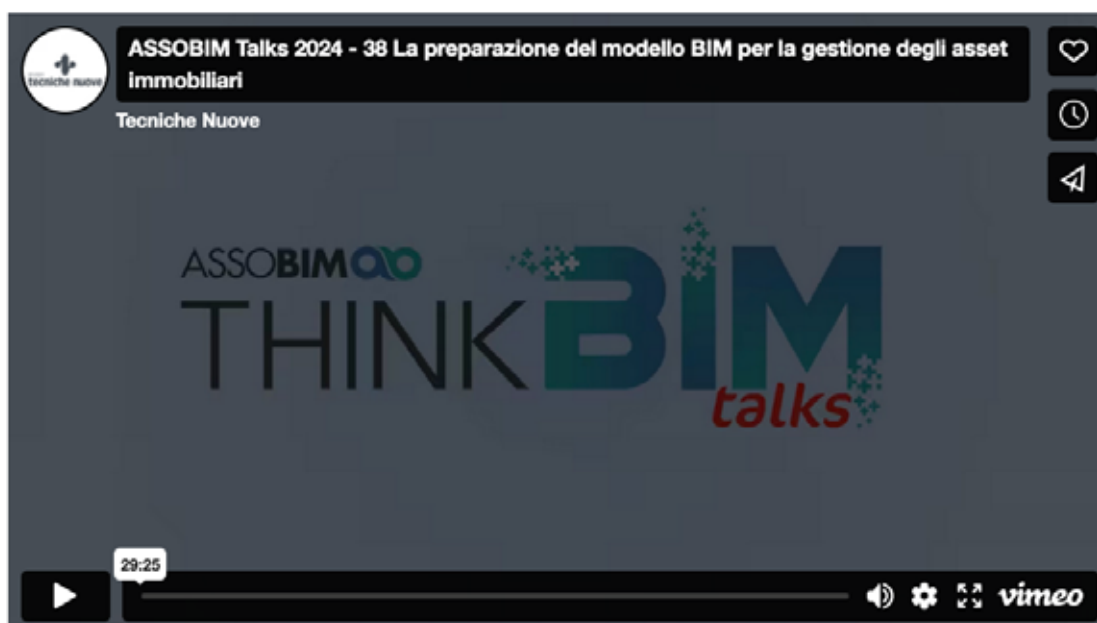 ASSOBIM Talks 2024 - 38 La preparazione del modello BIM per la gestione degli asset
immobiliari
tecniche nuove
Tecniche Nuove
ASSOBIM
THINKBIM
talks
29:25
vimeo